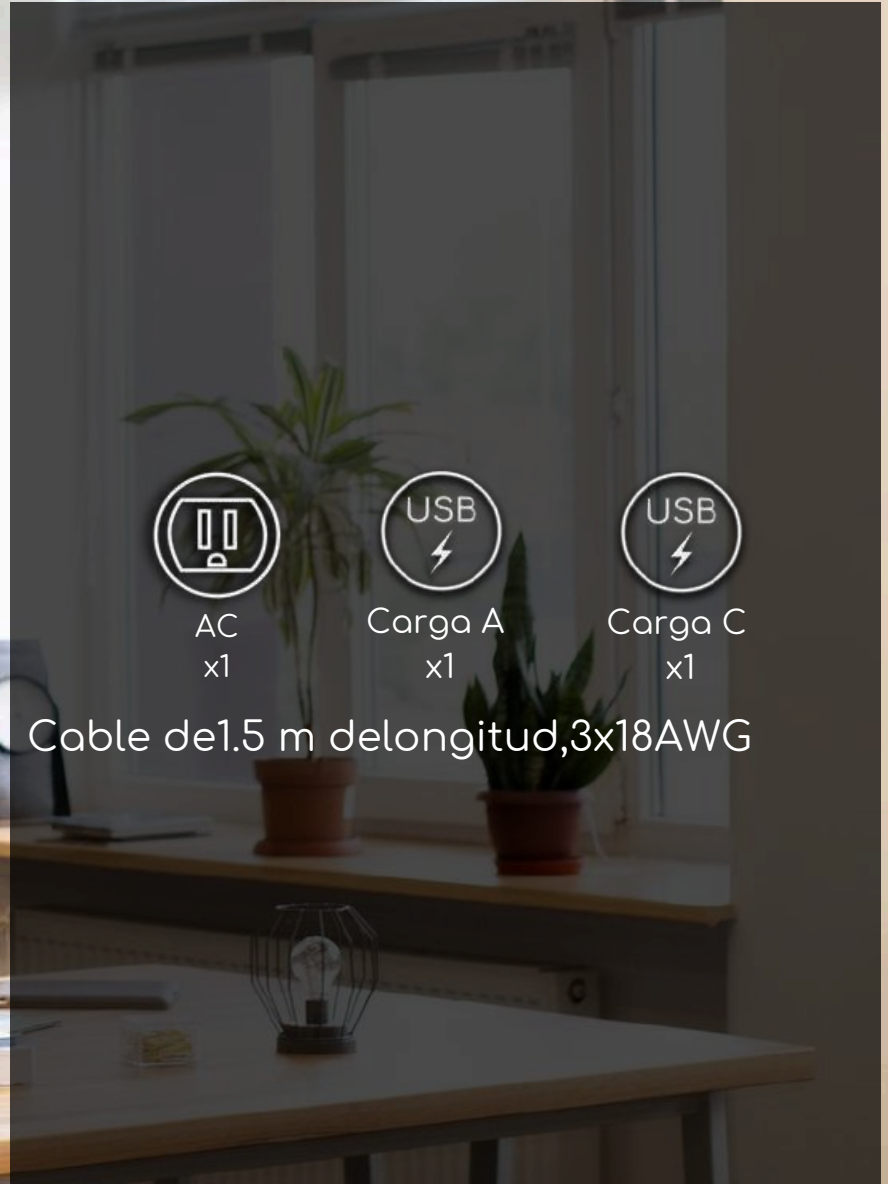 USB
USB
AC
Carga A
Carga C
x1
x1
x1
Cable de1.5 m delongitud,3x18AWG